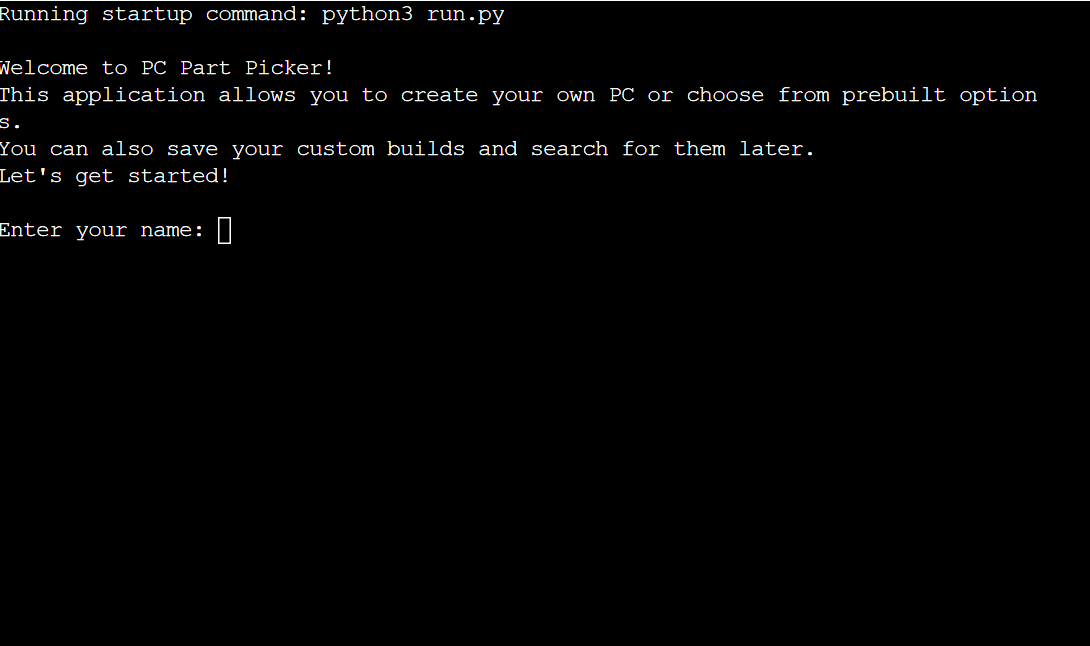 Running startup command: python3 run.py
Welcome to PC Part Picker!
This application allows you to create your own PC or choose from prebuilt option
s.
You can also save your custom builds and search for them later.
Let's get started!
Enter your name: